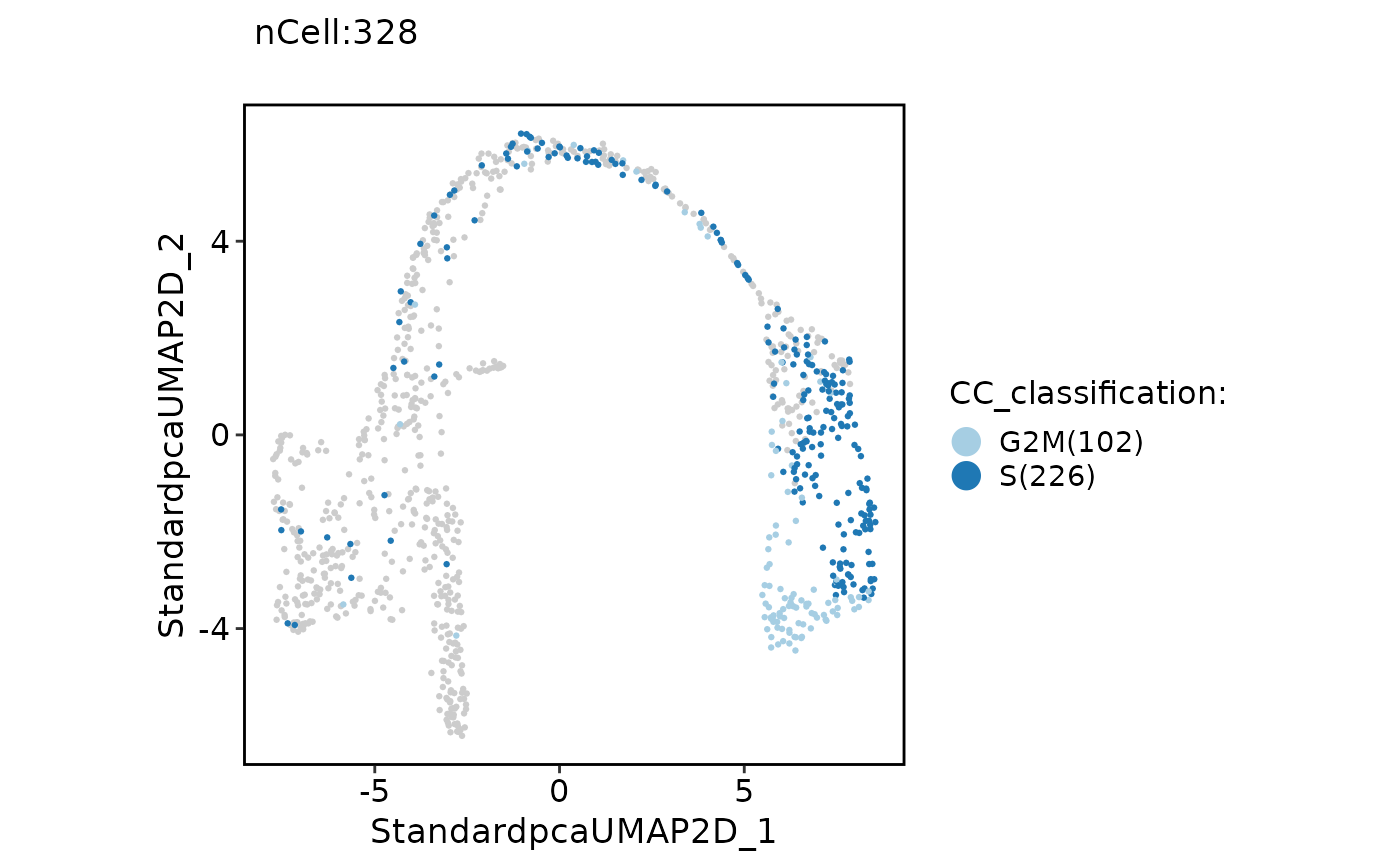 nCell:328
StandardpcaUMAP2D_2
4
0
-4
-5
0
5
StandardpcaUMAP2D_1
CC_classification:
G2M(102)
S(226)